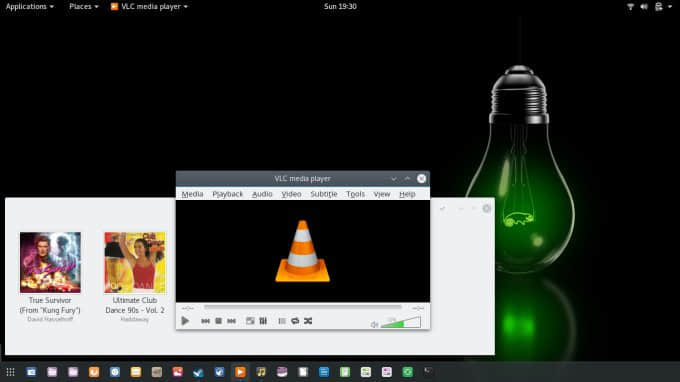 Applications Places VLC media player Sun 19:30
VLC media player
Media Playback Audio Video Subtitle Tools View Help
True Survivor
(From "Kung Fury")
David Hasselhoff
Ultimate Club
Dance 90s - Vol. 2
Haddaway
--:--
--:--